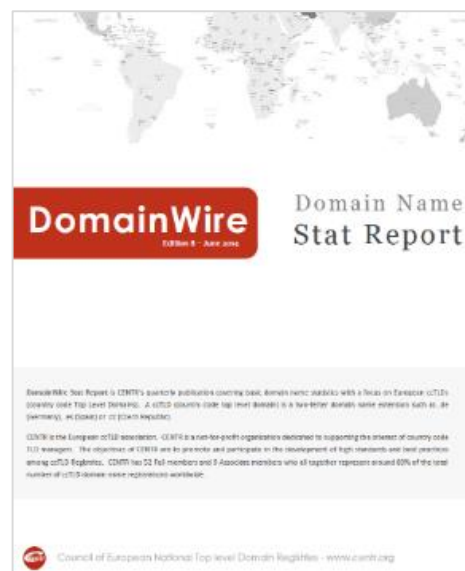 DomainWire
Edition 8 - June 2014
Domain Name
Stat Report
DomainWire Stat Report is CENTR's quarterly publication covering basic domain name statistics with a focus on European ccTLDs
(country code Top Level Domains). A ccTLD (country code top level domain) is a two-letter domain name extension such as .de
(Germany), .es (Spain) or .cz (Czech Republic).
CENTR is the European ccTLD association. CENTR is a not-for-profit organisation dedicated to supporting the interest of country code
TLD managers. The objectives of CENTR are to promote and participate in the development of high standards and best practices
among ccTLD Registries. CENTR has 52 Full members and 9 Associate members who all together represent around 80% of the total
number of ccTLD domain name registrations worldwide.
Council of European National Top level Domain Registries - www.centr.org